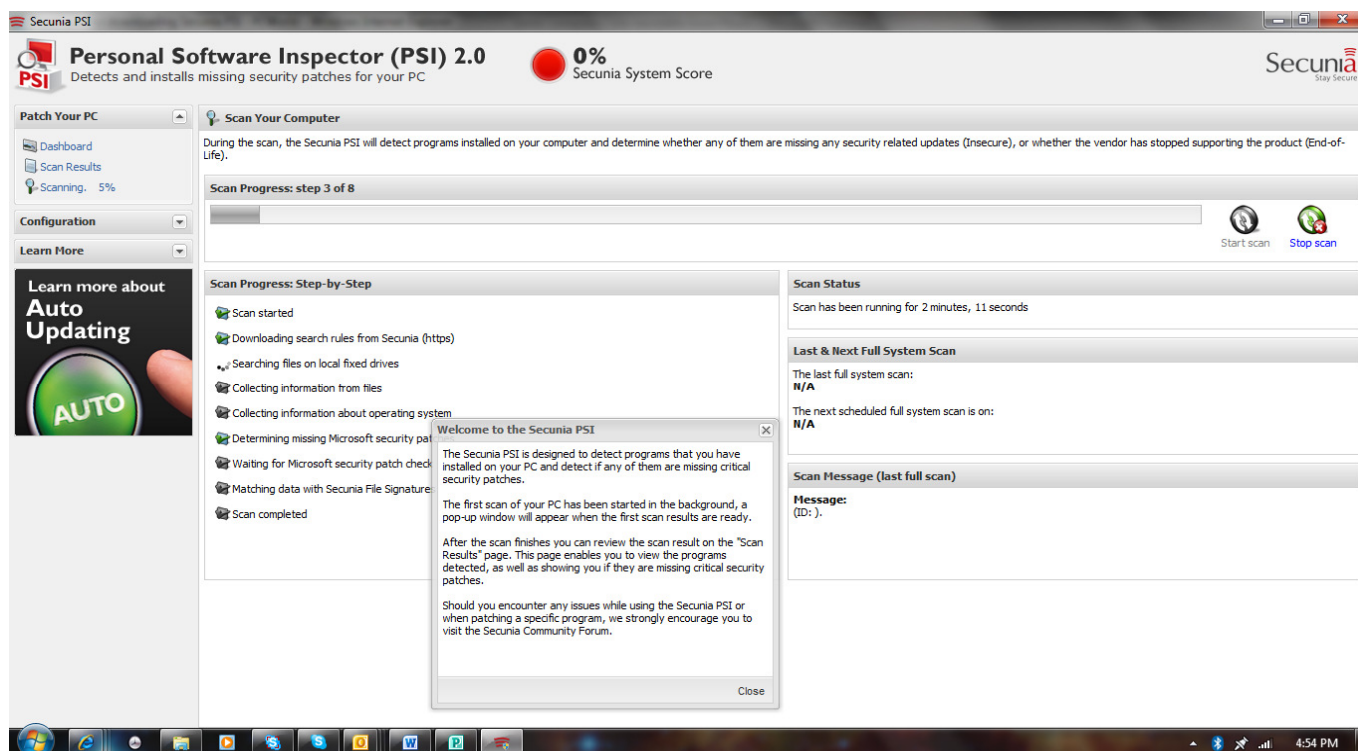 Secunia PSI
PSI
Personal Software Inspector (PSI) 2.0
Detects and installs missing security patches for your PC
0%
Secunia System Score
Secunia
Stay Secure
Patch Your PC
Dashboard
Scan Results
Scanning. 5%
Configuration
Learn More
Learn more about
Auto
Updating
AUTO
Scan Your Computer
During the scan, the Secunia PSI will detect programs installed on your computer and determine whether any of them are missing any security related updates (Insecure), or whether the vendor has stopped supporting the product (End-of-
Life).
Scan Progress: step 3 of 8
Start scan
Stop scan
Scan Progress: Step-by-Step
Scan started
Downloading search rules from Secunia (https)
Searching files on local fixed drives
Collecting information from files
Collecting information about operating system
Determining missing Microsoft security patches
Waiting for Microsoft security patch check
Matching data with Secunia File Signature
Scan completed
Scan Status
Scan has been running for 2 minutes, 11 seconds
Last & Next Full System Scan
The last full system scan:
N/A
The next scheduled full system scan is on:
N/A
Scan Message (last full scan)
Message:
(ID: ).
Welcome to the Secunia PSI
The Secunia PSI is designed to detect programs that you have
installed on your PC and detect if any of them are missing critical
security patches.
The first scan of your PC has been started in the background, a
pop-up window will appear when the first scan results are ready.
After the scan finishes you can review the scan result on the "Scan
Results" page. This page enables you to view the programs
detected, as well as showing you if they are missing critical security
patches.
Should you encounter any issues while using the Secunia PSI or
when patching a specific program, we strongly encourage you to
visit the Secunia Community Forum.
Close
4:54 PM